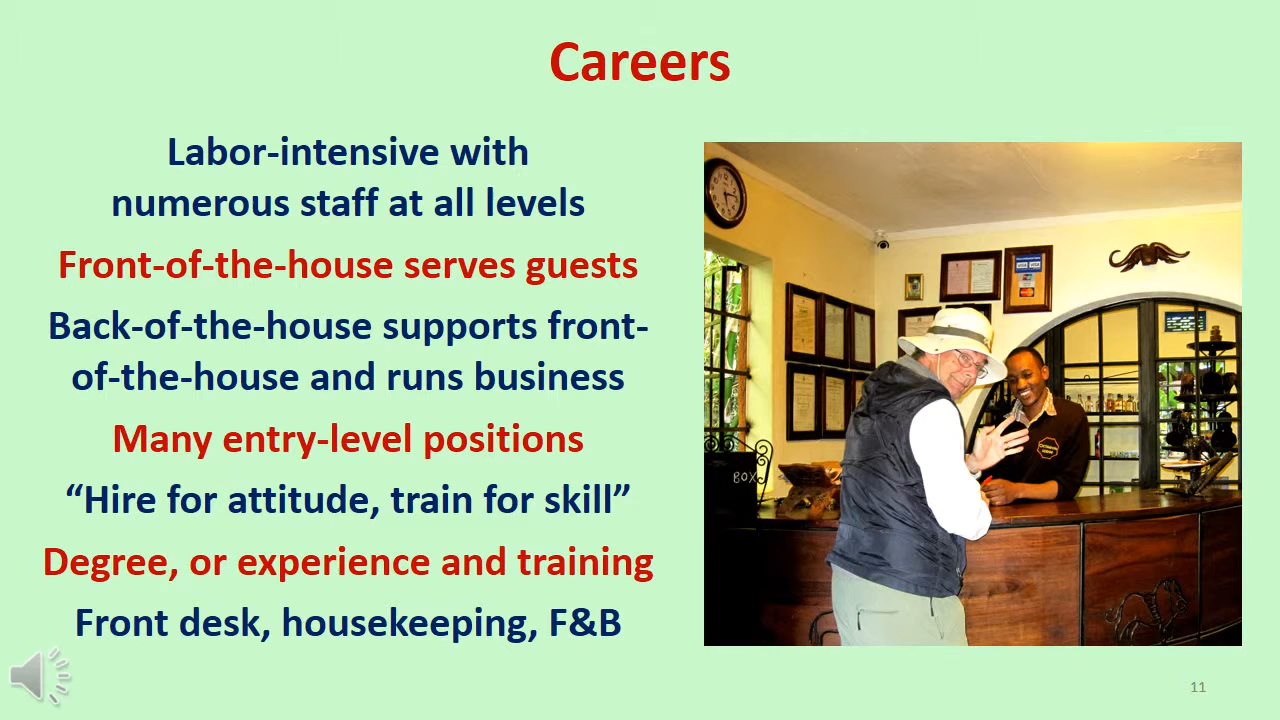 Careers
Labor-intensive with
numerous staff at all levels
Front-of-the-house serves guests
Back-of-the-house supports front-
of-the-house and runs business
Many entry-level positions
“Hire for attitude, train for skill”
Degree, or experience and training
Front desk, housekeeping, F&B
BOX
11